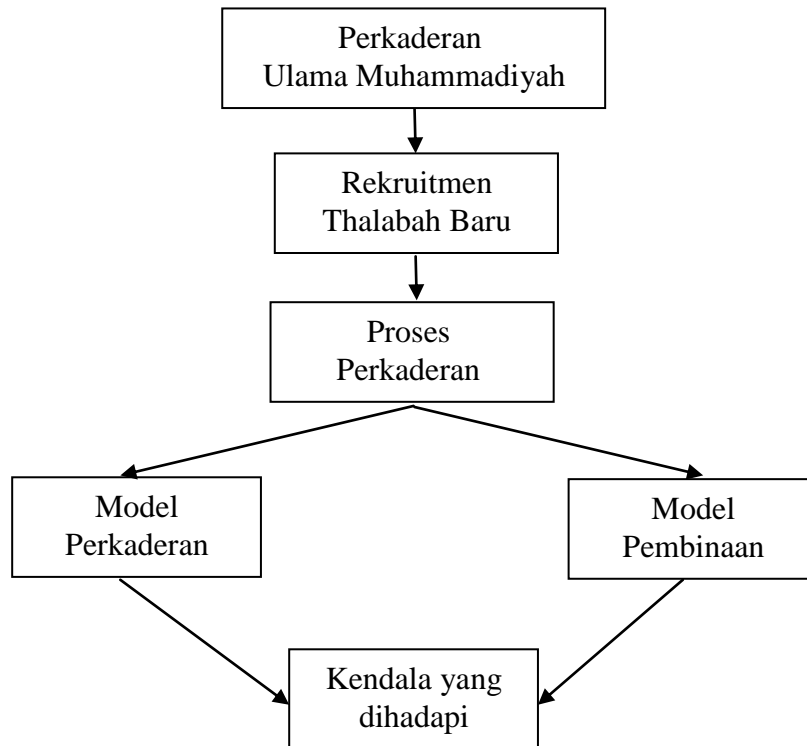 Perkaderan
Ulama Muhammadiyah
Rekruitmen
Thalabah Baru
Proses
Perkaderan
Model
Perkaderan
Model
Pembinaan
Kendala yang
dihadapi